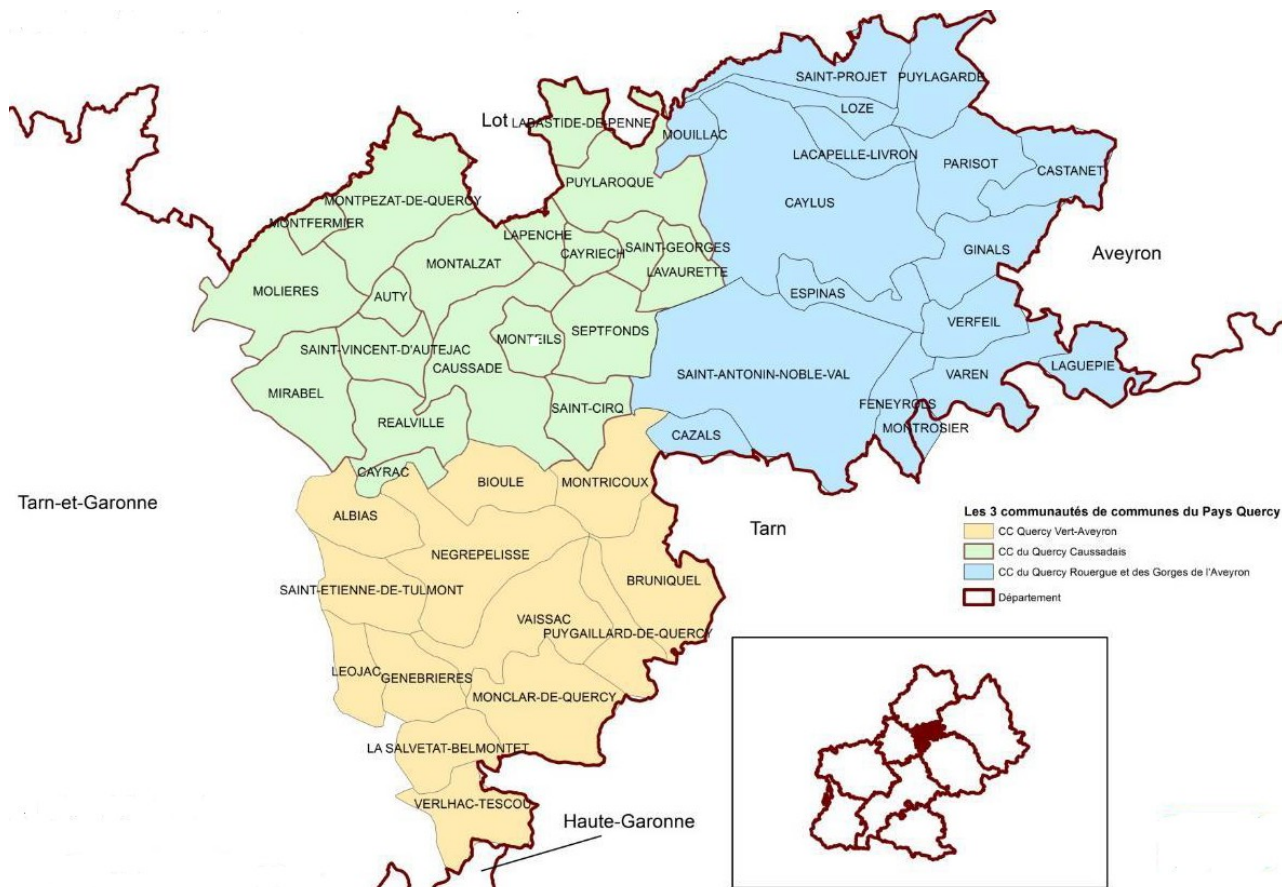 SAINT-PROJET
PUYLAGARDE
LOZE
Lot
LABASTIDE-DE-PENNE
MOUILLAC
LACAPELLE-LIVRON
PARISOT
CASTANET
PUYLAROQUE
MONTPEZAT-DE-QUERCY
CAYLUS
MONTFERMIER
LAPENCHE
SAINT-GEORGES
GINALS
CAYRIECH
Aveyron
MONTALZAT
LAVAURETTE
MOLIERES
AUTY
ESPINAS
VERFEIL
SEPTFONDS
MONTEILS
SAINT-VINCENT-D'AUTEJAC
CAUSSADE
LAGUEPIE
VAREN
SAINT-ANTONIN-NOBLE-VAL
MIRABEL
FENEYROLS
SAINT-CIRQ
REALVILLE
MONTROSIER
CAZALS
CAYRAC
BIOULE
MONTRICOUX
Tarn-et-Garonne
ALBIAS
Tarn
Les 3 communautés de communes du Pays Quercy
CC Quercy Vert-Aveyron
CC du Quercy Caussadais
CC du Quercy Rouergue et des Gorges de l'Aveyron
Département
NEGREPELISSE
BRUNIQUEL
SAINT-ETIENNE-DE-TULMONT
VAISSAC
PUYGAILLARD-DE-QUERCY
LEOJAC
GENEBRIERES
MONCLAR-DE-QUERCY
LA SALVETAT-BELMONTET
VERLHAC-TESCOU
Haute-Garonne